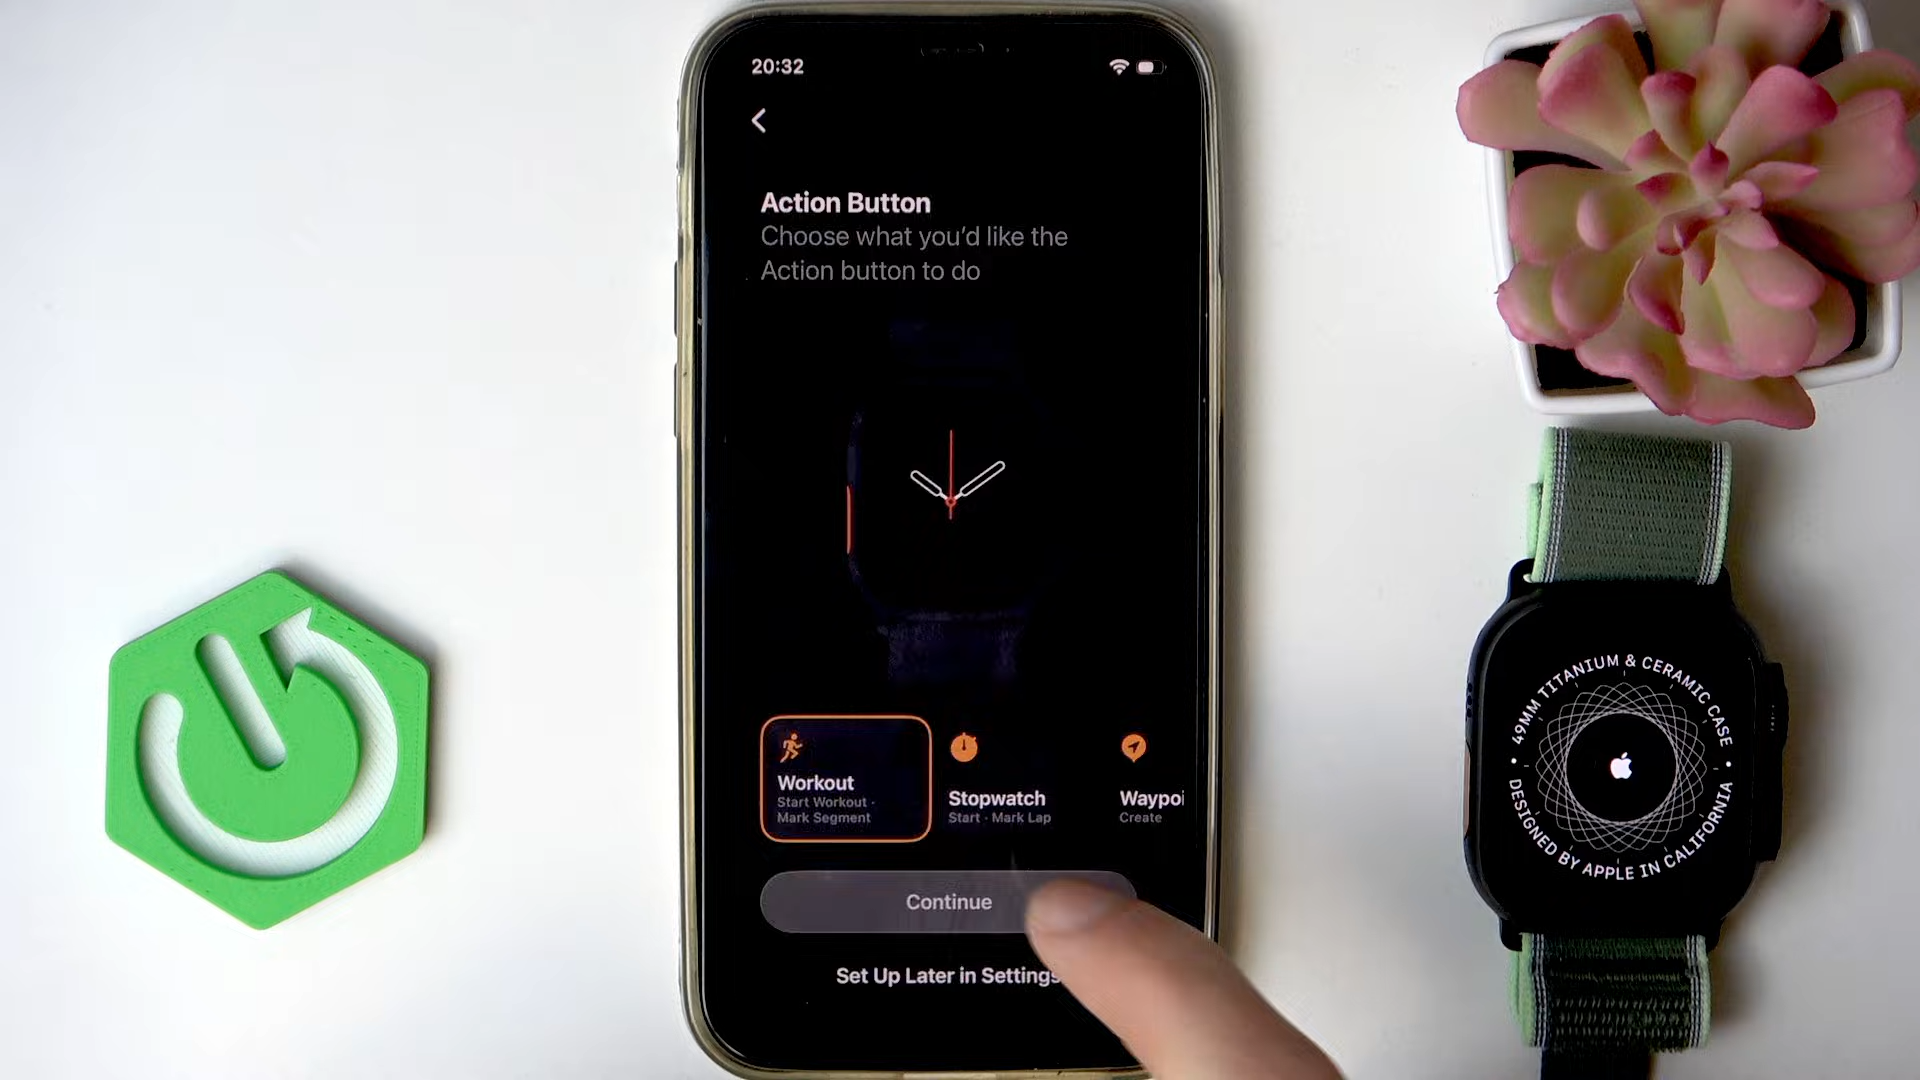 20:32
Action Button
Choose what you'd like the
Action button to do
Workout
Start Workout ·
Mark Segment
Stopwatch
Start · Mark Lap
Waypoi
Create
Continue
Set Up Later in Settings
49MM TITANIUM & CERAMIC CASE
• DESIGNED BY APPLE IN CALIFORNIA •